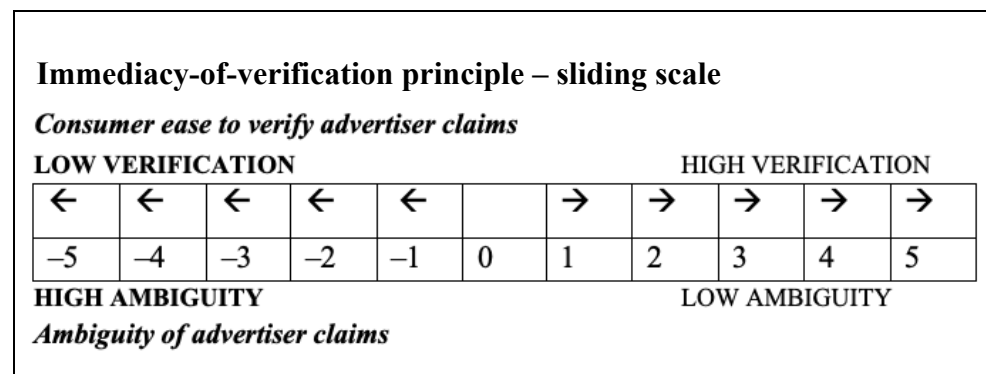 Immediacy-of-verification principle – sliding scale
Consumer ease to verify advertiser claims
LOW VERIFICATION HIGH VERIFICATION
← ← ← ← ← → → → → →
–5 –4 –3 –2 –1 0 1 2 3 4 5
HIGH AMBIGUITY LOW AMBIGUITY
Ambiguity of advertiser claims